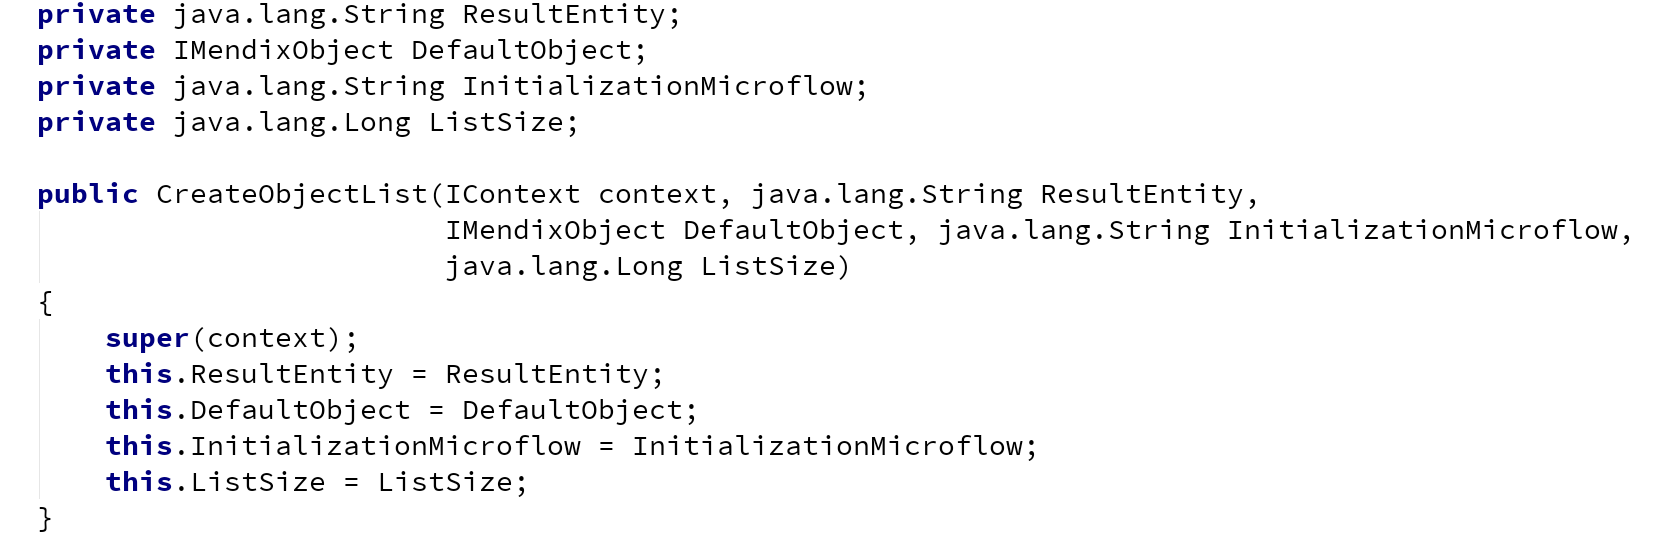 private java.lang.String ResultEntity;
private IMendixObject DefaultObject;
private java.lang.String InitializationMicroflow;
private java.lang.Long ListSize;

public CreateObjectList(IContext context, java.lang.String ResultEntity,
                        IMendixObject DefaultObject, java.lang.String InitializationMicroflow,
                        java.lang.Long ListSize)
{
    super(context);
    this.ResultEntity = ResultEntity;
    this.DefaultObject = DefaultObject;
    this.InitializationMicroflow = InitializationMicroflow;
    this.ListSize = ListSize;
}